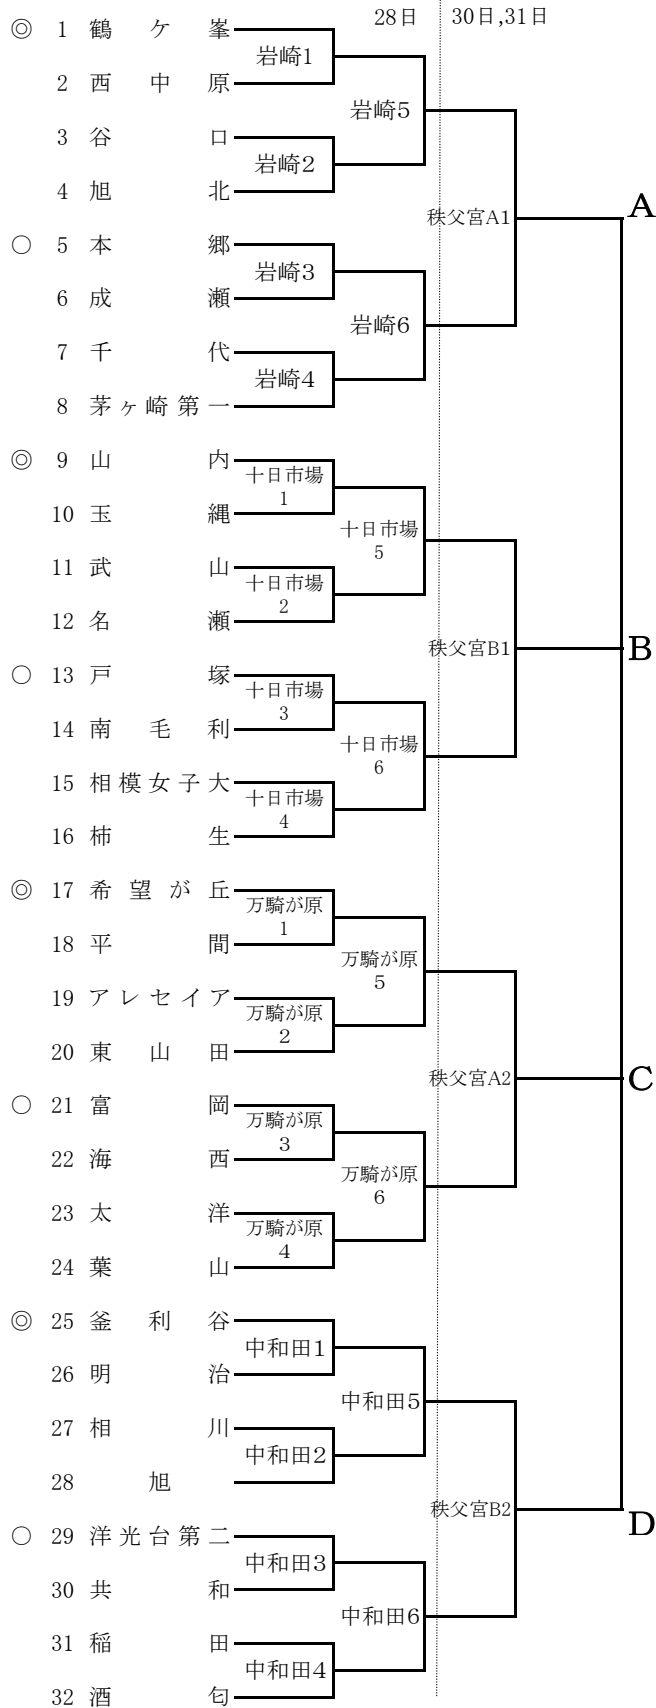 28日 30日,31日
◎ 1 鶴ケ峯
岩崎1
2 西中原
岩崎5
3 谷口
岩崎2
4 旭北
A
秩父宮A1
○ 5 本郷
岩崎3
6 成瀬
岩崎6
7 千代
岩崎4
8 茅ヶ崎第一
◎ 9 山内
十日市場
1
10 玉縄
十日市場
5
11 武山
十日市場
2
12 名瀬
秩父宮B1
B
○ 13 戸塚
十日市場
3
14 南毛利
十日市場
6
15 相模女子大
十日市場
4
16 柿生
◎ 17 希望が丘
万騎が原
1
18 平間
万騎が原
5
19 アレセイア
万騎が原
2
20 東山田
秩父宮A2
C
○ 21 富岡
万騎が原
3
22 海西
万騎が原
6
23 太洋
万騎が原
4
24 葉山
◎ 25 釜利谷
中和田1
26 明治
中和田5
27 相川
中和田2
28 旭
秩父宮B2
D
○ 29 洋光台第二
中和田3
30 共和
中和田6
31 稲田
中和田4
32 酒匂